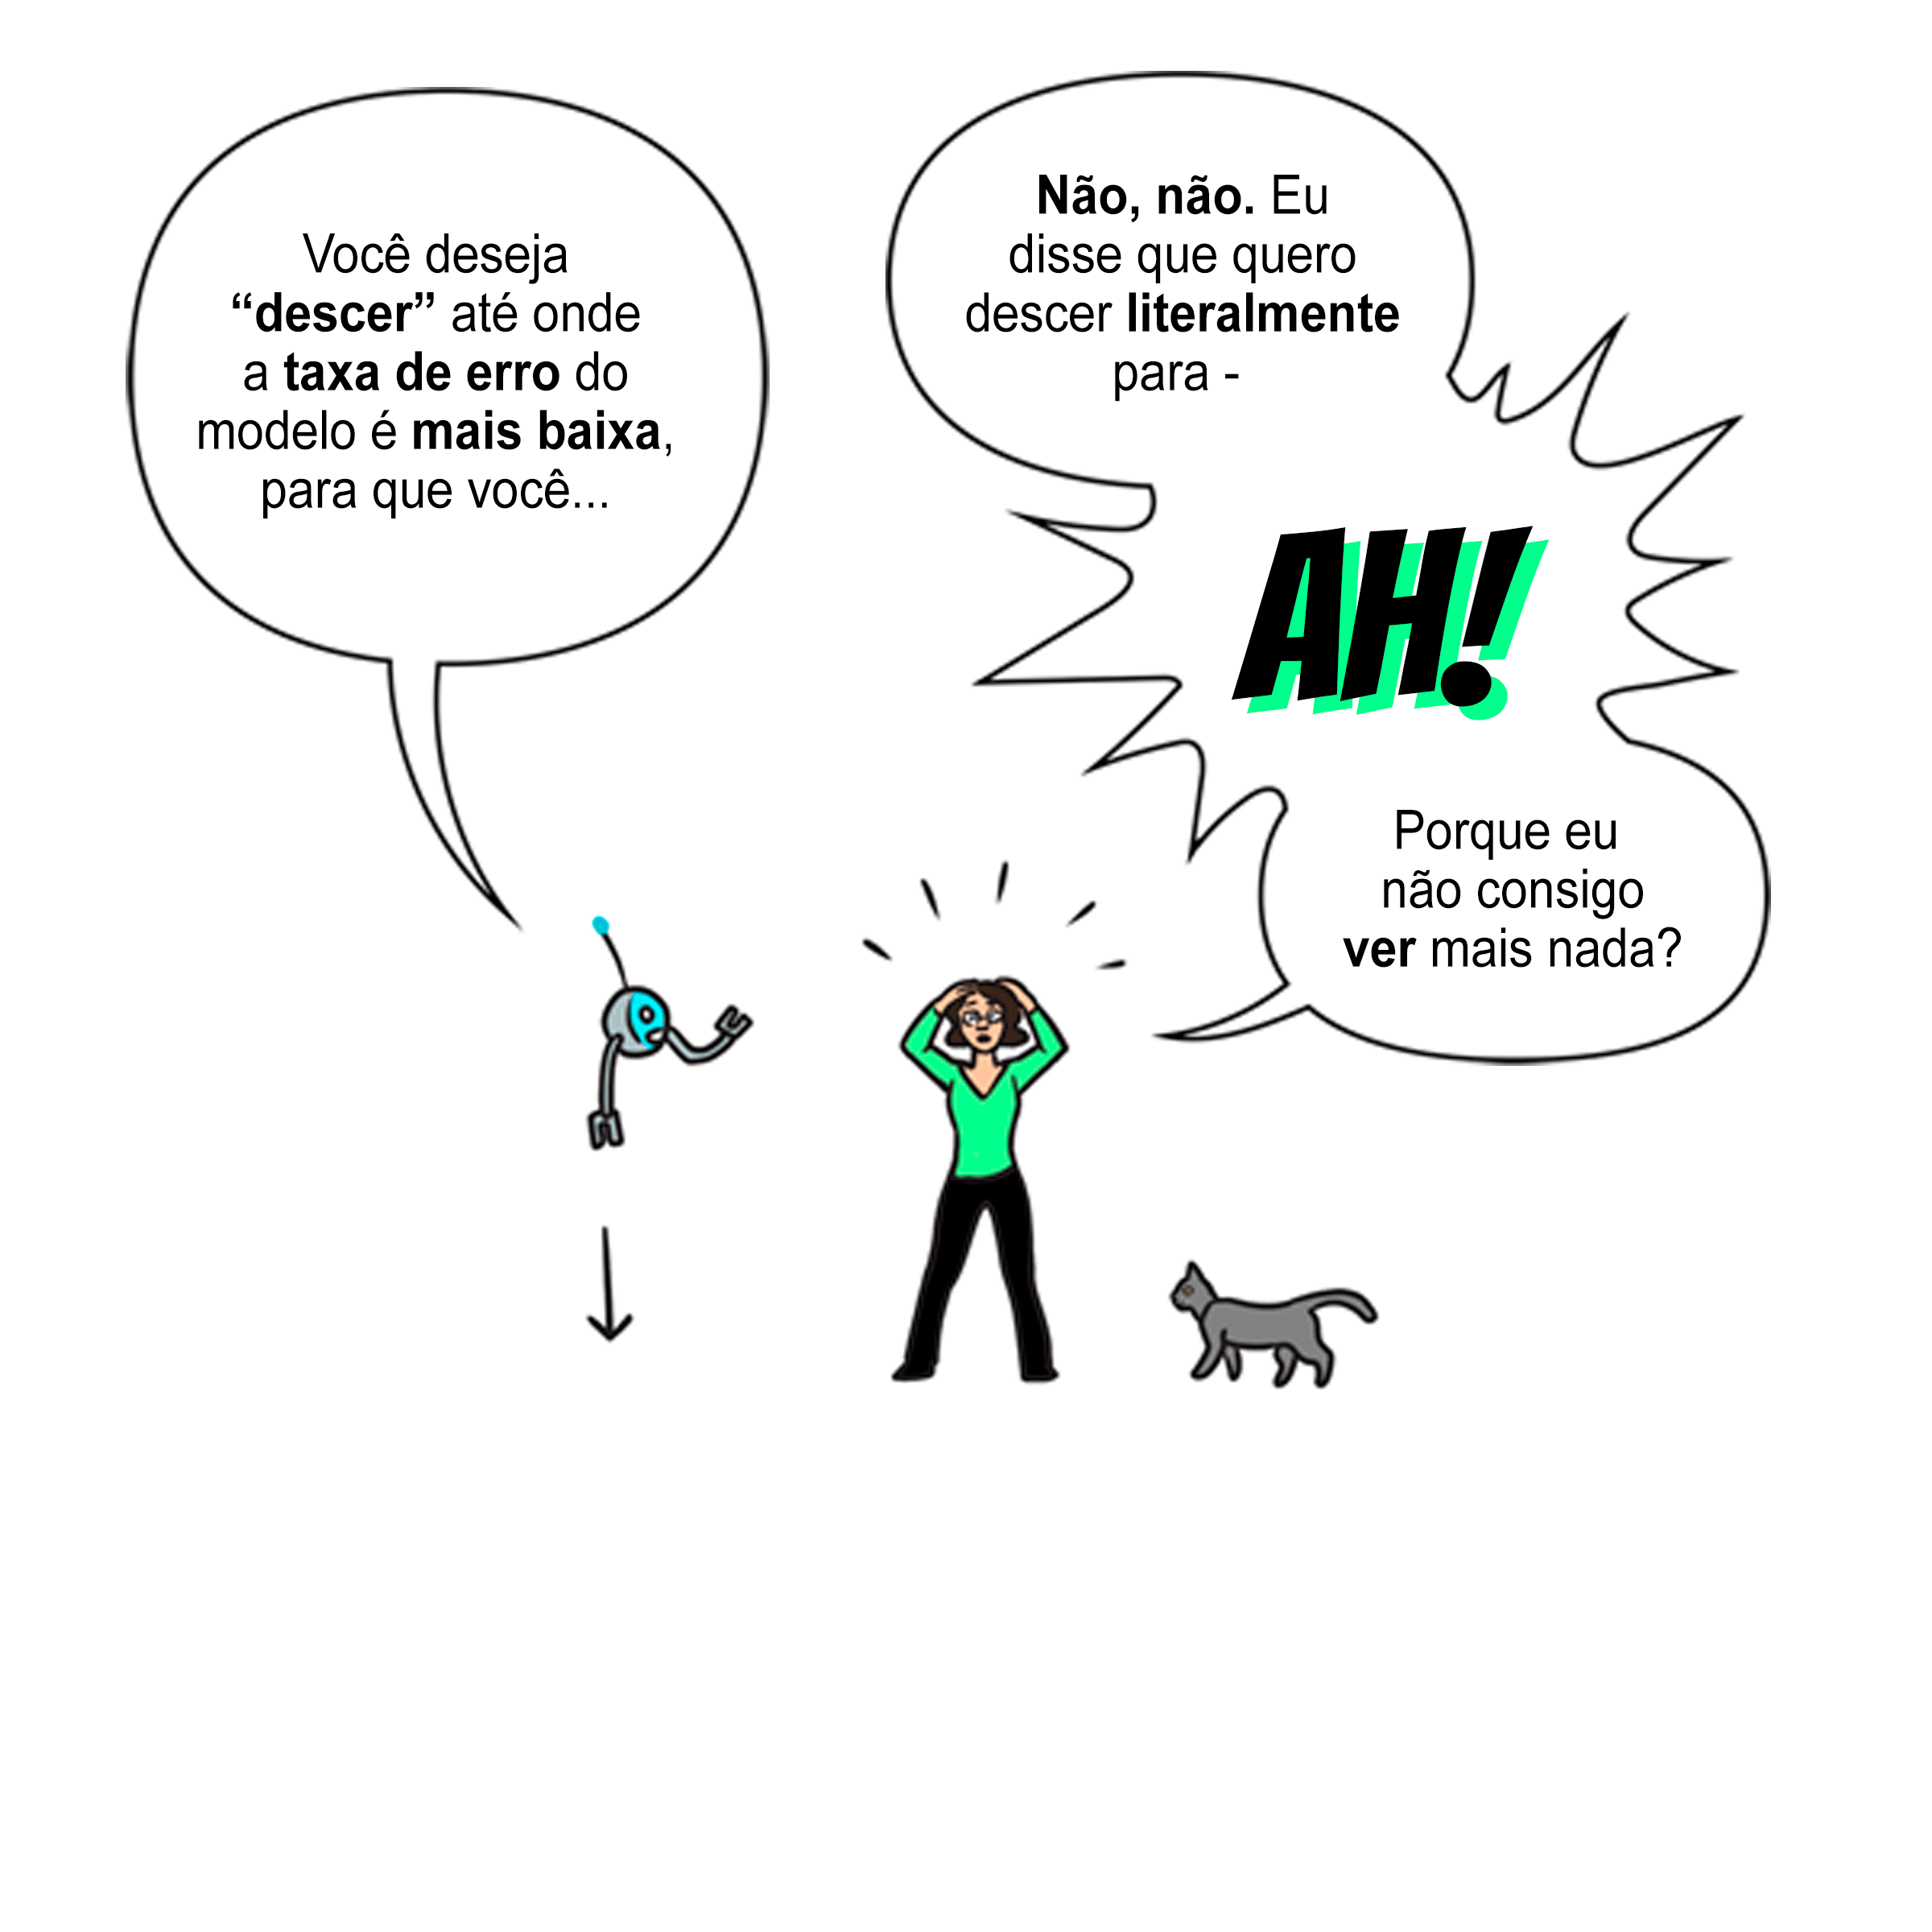 Você deseja
“descer” até onde
a taxa de erro do
modelo é mais baixa,
para que você...
Não, não. Eu
disse que quero
descer literalmente
para -
AH!
Porque eu
não consigo
ver mais nada?